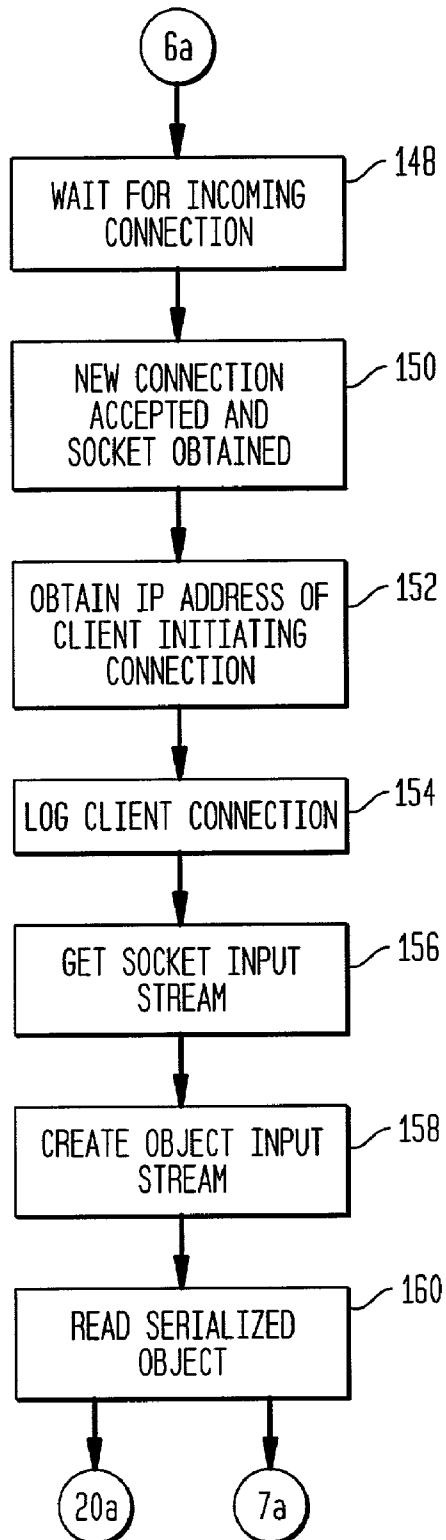 6a
WAIT FOR INCOMING
CONNECTION
148
NEW CONNECTION
ACCEPTED AND
SOCKET OBTAINED
150
OBTAIN IP ADDRESS OF
CLIENT INITIATING
CONNECTION
152
LOG CLIENT CONNECTION
154
GET SOCKET INPUT
STREAM
156
CREATE OBJECT INPUT
STREAM
158
READ SERIALIZED
OBJECT
160
20a
7a